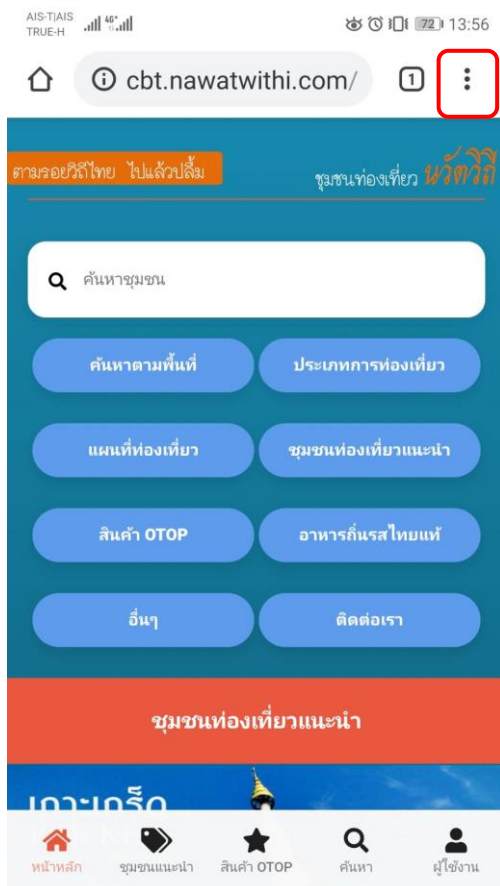 AIS-T|AIS
TRUE-H
4G+
72
13:56
cbt.nawatwithi.com/
1
ตามรอยวิถีไทย ไปแล้วปลื้ม
ชุมชนท่องเที่ยว นวัตวิถี
ค้นหาชุมชน
ค้นหาตามพื้นที่
ประเภทการท่องเที่ยว
แผนที่ท่องเที่ยว
ชุมชนท่องเที่ยวแนะนำ
สินค้า OTOP
อาหารถิ่นรสไทยแท้
อื่นๆ
ติดต่อเรา
ชุมชนท่องเที่ยวแนะนำ
เกาะเกร็ด
หน้าหลัก
ชุมชนแนะนำ
สินค้า OTOP
ค้นหา
ผู้ใช้งาน